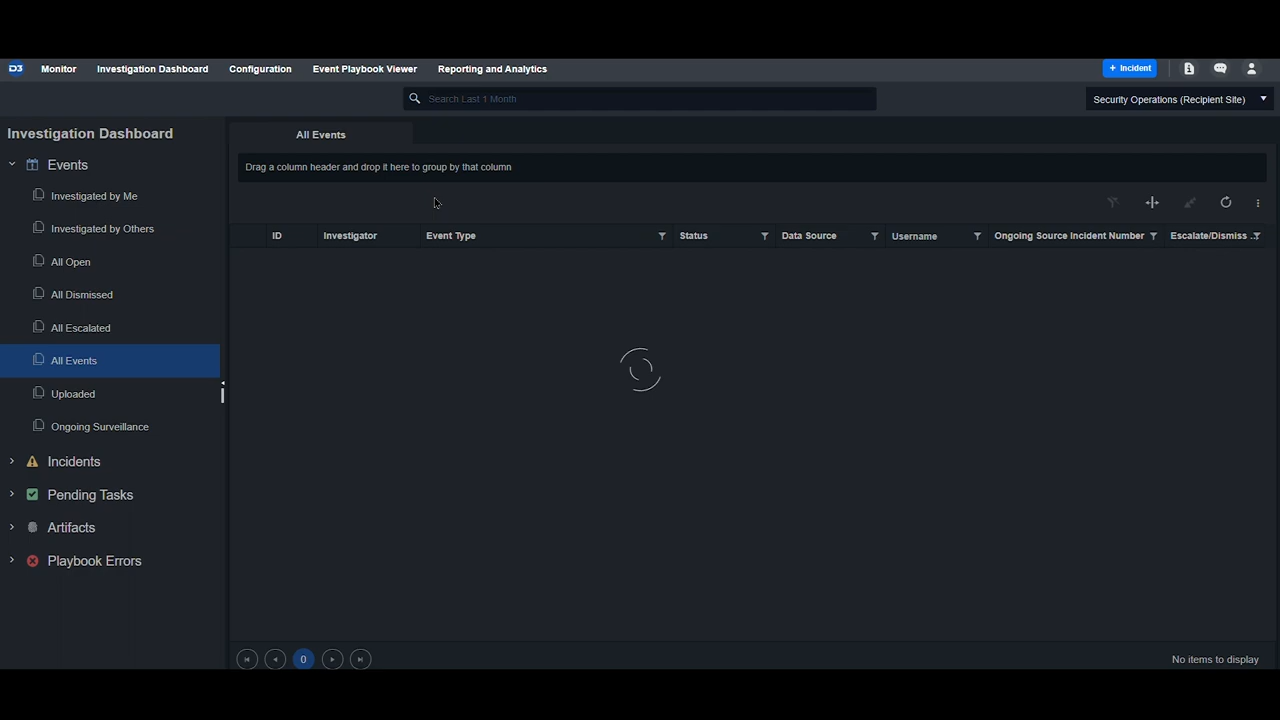 D3 Monitor Investigation Dashboard Configuration Event Playbook Viewer Reporting and Analytics + Incident
Search Last 1 Month Security Operations (Recipient Site)
Investigation Dashboard
Events
Investigated by Me
Investigated by Others
All Open
All Dismissed
All Escalated
All Events
Uploaded
Ongoing Surveillance
Incidents
Pending Tasks
Artifacts
Playbook Errors
All Events
Drag a column header and drop it here to group by that column
ID Investigator Event Type Status Data Source Username Ongoing Source Incident Number Escalate/Dismiss ...
0 No items to display